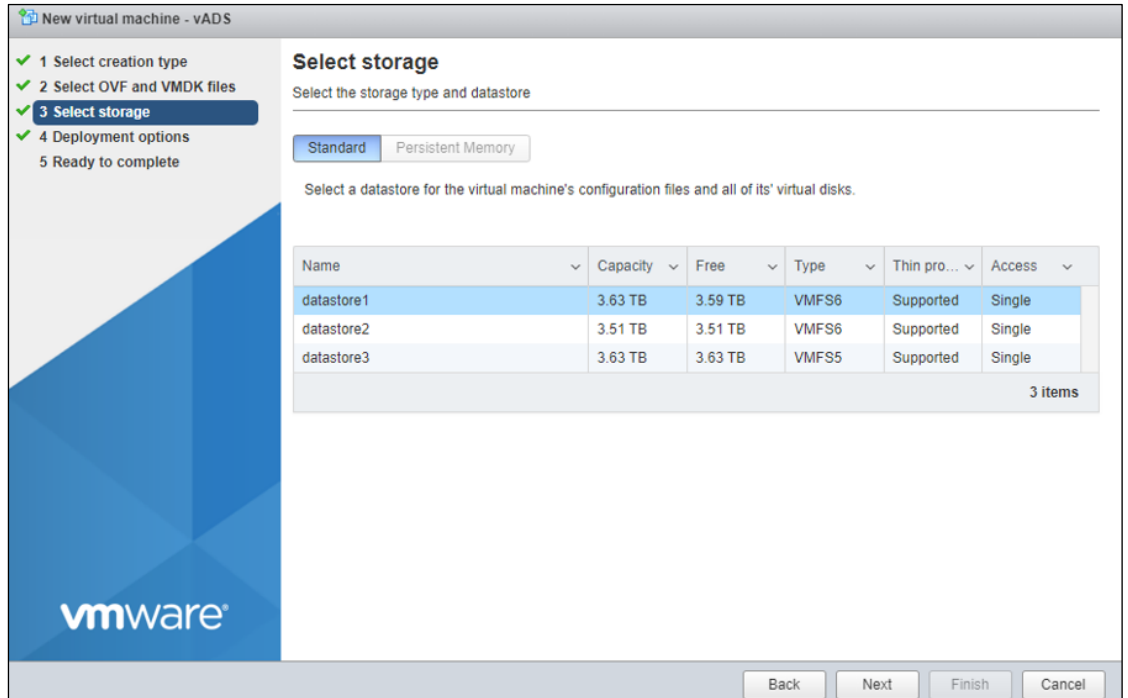 New virtual machine - vADS
1 Select creation type
2 Select OVF and VMDK files
3 Select storage
4 Deployment options
5 Ready to complete
Select storage
Select the storage type and datastore
Standard Persistent Memory
Select a datastore for the virtual machine's configuration files and all of its' virtual disks.
Name Capacity Free Type Thin pro... Access
datastore1 3.63 TB 3.59 TB VMFS6 Supported Single
datastore2 3.51 TB 3.51 TB VMFS6 Supported Single
datastore3 3.63 TB 3.63 TB VMFS5 Supported Single
3 items
vmware®
Back Next Finish Cancel